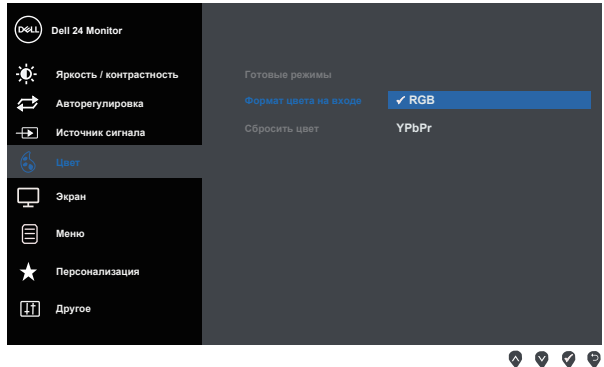 DELL Dell 24 Monitor
Яркость / контрастность
Готовые режимы
Авторегулировка
Формат цвета на входе
✔ RGB
Источник сигнала
Сбросить цвет
YPbPr
Цвет
Экран
Меню
Персонализация
Другое